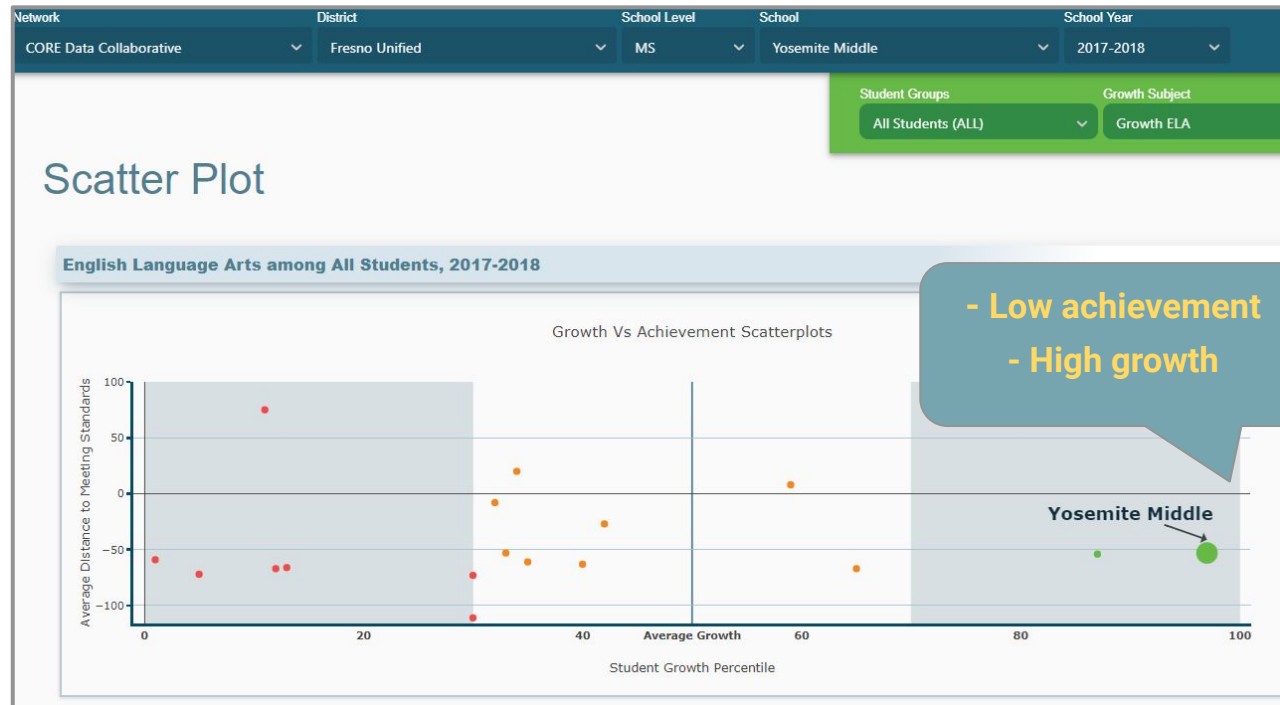 Network District School Level School School Year
CORE Data Collaborative Fresno Unified MS Yosemite Middle 2017-2018
Student Groups Growth Subject
All Students (ALL) Growth ELA
Scatter Plot
English Language Arts among All Students, 2017-2018
- Low achievement
- High growth
Growth Vs Achievement Scatterplots
Average Distance to Meeting Standards
100
50
0
−50
−100
Yosemite Middle
0 20 40 Average Growth 60 80 100
Student Growth Percentile